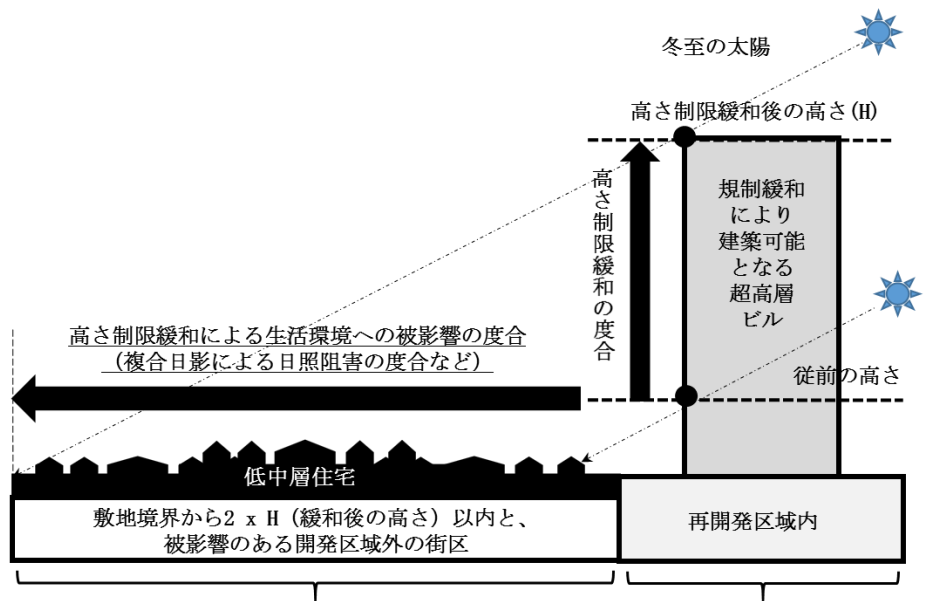 冬至の太陽
高さ制限緩和後の高さ(H)
高さ制限緩和の度合
規制緩和
により
建築可能
となる
超高層
ビル
高さ制限緩和による生活環境への被影響の度合
（複合日影による日照阻害の度合など）
従前の高さ
低中層住宅
敷地境界から2 x H（緩和後の高さ）以内と、
被影響のある開発区域外の街区
再開発区域内